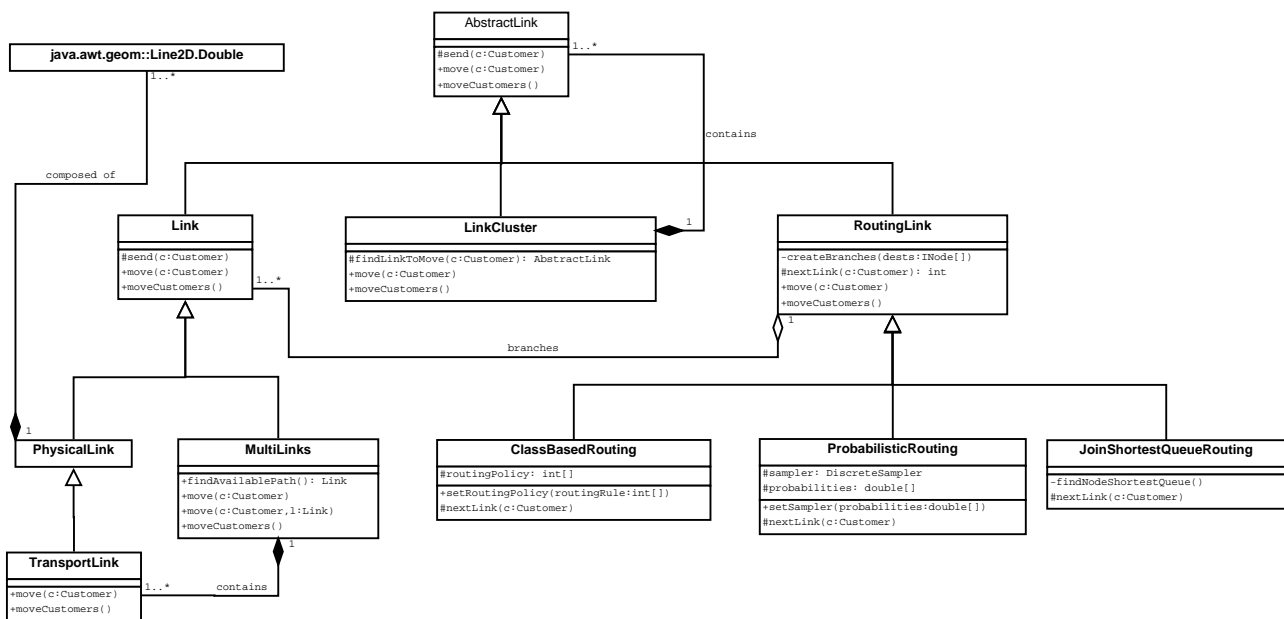 AbstractLink
#send(c:Customer)
+move(c:Customer)
+moveCustomers()
1..*
java.awt.geom::Line2D.Double
1..*
contains
composed of
Link
#send(c:Customer)
+move(c:Customer)
+moveCustomers()
1..*
LinkCluster
#findLinkToMove(c:Customer): AbstractLink
+move(c:Customer)
+moveCustomers()
1
RoutingLink
-createBranches(dests:INode[])
#nextLink(c:Customer): int
+move(c:Customer)
+moveCustomers()
1
branches
1
PhysicalLink
MultiLinks
+findAvailablePath(): Link
+move(c:Customer)
+move(c:Customer,l:Link)
+moveCustomers()
1
ClassBasedRouting
#routingPolicy: int[]
+setRoutingPolicy(routingRule:int[])
#nextLink(c:Customer)
ProbabilisticRouting
#sampler: DiscreteSampler
#probabilities: double[]
+setSampler(probabilities:double[])
#nextLink(c:Customer)
JoinShortestQueueRouting
-findNodeShortestQueue()
#nextLink(c:Customer)
TransportLink
+move(c:Customer)
+moveCustomers()
1..*
contains